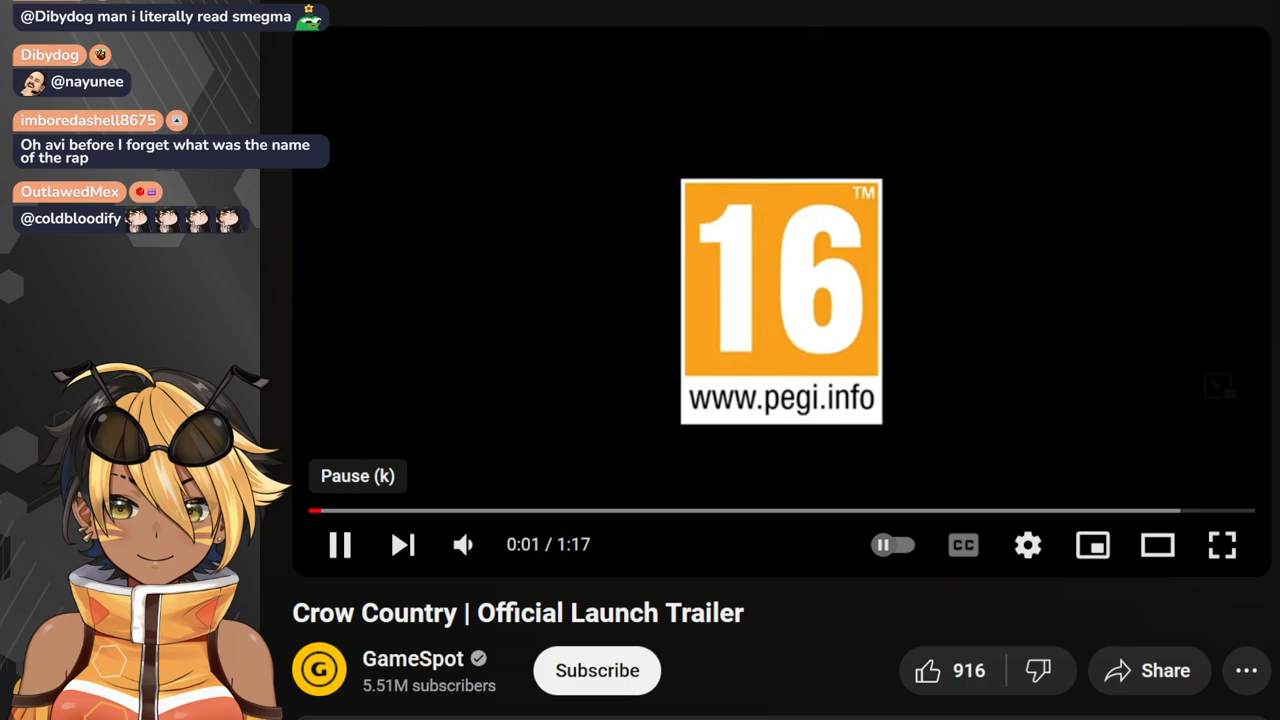 @Dibydog man i literally read smegma
Dibydog
@nayunee
imboredashell8675
Oh avi before I forget what was the name
of the rap
OutlawedMex
@coldbloodify
TM
16
www.pegi.info
Pause (k)
0:01 / 1:17
CC
Crow Country | Official Launch Trailer
G
GameSpot
5.51M subscribers
Subscribe
916
Share